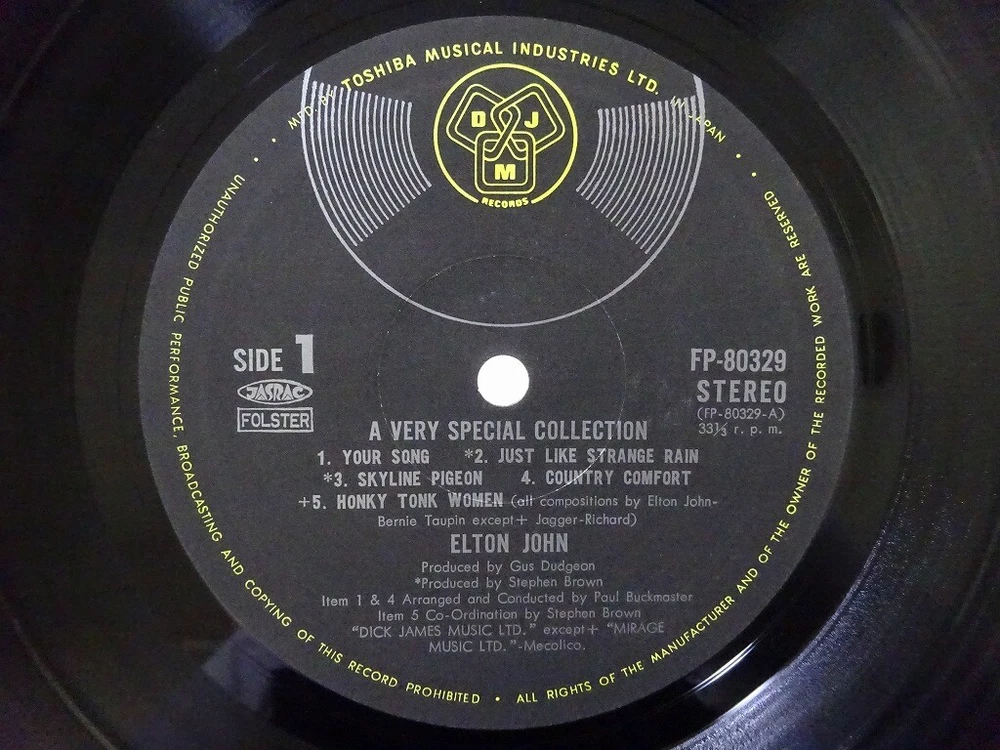 MFD. BY TOSHIBA MUSICAL INDUSTRIES LTD. IN JAPAN
D J
M
RECORDS
SIDE 1
FP-80329
STEREO
JASRAC
(FP-80329-A)
FOLSTER
33⅓ r. p. m.
A VERY SPECIAL COLLECTION
1. YOUR SONG *2. JUST LIKE STRANGE RAIN
*3. SKYLINE PIGEON 4. COUNTRY COMFORT
+5. HONKY TONK WOMEN (all compositions by Elton John-
Bernie Taupin except+ Jagger-Richard)
ELTON JOHN
Produced by Gus Dudgeon
*Produced by Stephen Brown
Item 1 & 4 Arranged and Conducted by Paul Buckmaster
Item 5 Co-Ordination by Stephen Brown
"DICK JAMES MUSIC LTD." except+ "MIRAGE
MUSIC LTD."-Mecolico.
UNAUTHORIZED PUBLIC PERFORMANCE, BROADCASTING AND COPYING OF THIS RECORD PROHIBITED • ALL RIGHTS OF THE MANUFACTURER AND OF THE OWNER OF THE RECORDED WORK ARE RESERVED